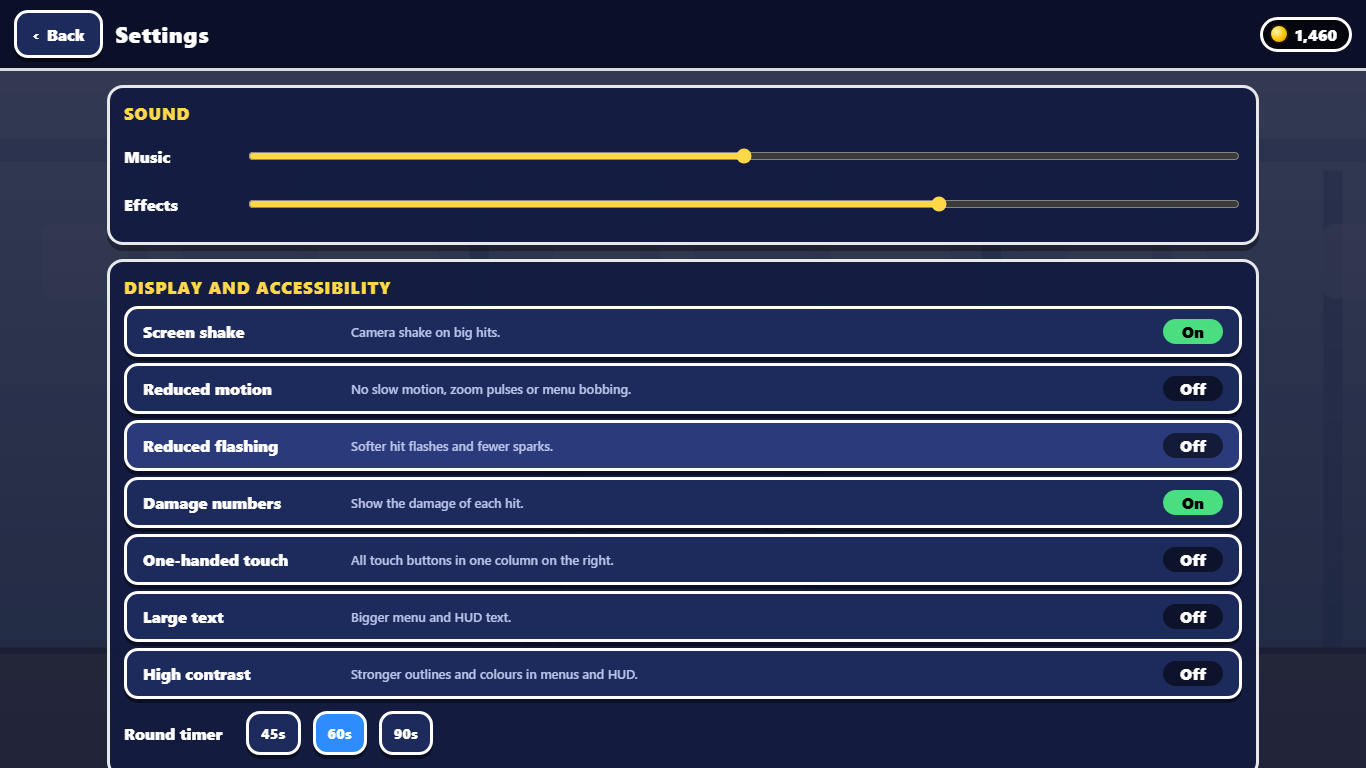 ‹ Back Settings 1,460
SOUND
Music
Effects
DISPLAY AND ACCESSIBILITY
Screen shake Camera shake on big hits. On
Reduced motion No slow motion, zoom pulses or menu bobbing. Off
Reduced flashing Softer hit flashes and fewer sparks. Off
Damage numbers Show the damage of each hit. On
One-handed touch All touch buttons in one column on the right. Off
Large text Bigger menu and HUD text. Off
High contrast Stronger outlines and colours in menus and HUD. Off
Round timer 45s 60s 90s